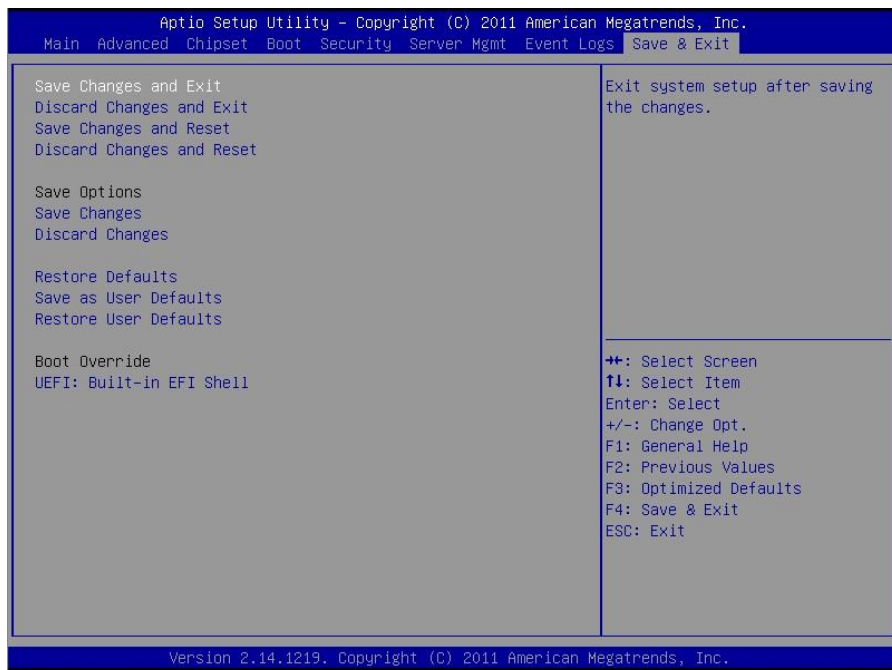 Aptio Setup Utility – Copyright (C) 2011 American Megatrends, Inc.
Main Advanced Chipset Boot Security Server Mgmt Event Logs Save & Exit
Save Changes and Exit
Discard Changes and Exit
Save Changes and Reset
Discard Changes and Reset
Save Options
Save Changes
Discard Changes
Restore Defaults
Save as User Defaults
Restore User Defaults
Boot Override
UEFI: Built-in EFI Shell
Exit system setup after saving
the changes.
→←: Select Screen
↑↓: Select Item
Enter: Select
+/-: Change Opt.
F1: General Help
F2: Previous Values
F3: Optimized Defaults
F4: Save & Exit
ESC: Exit
Version 2.14.1219. Copyright (C) 2011 American Megatrends, Inc.